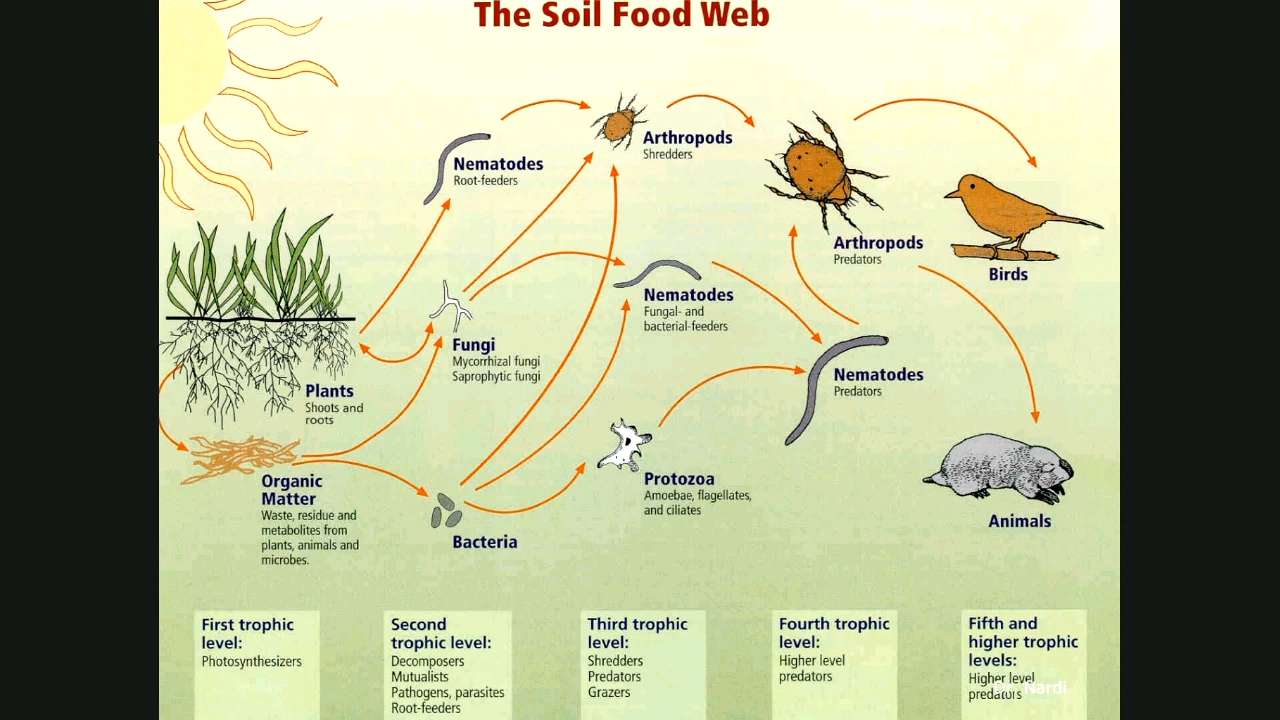 The Soil Food Web
Nematodes
Root-feeders
Arthropods
Shredders
Arthropods
Predators
Birds
Nematodes
Fungal- and
bacterial-feeders
Fungi
Mycorrhizal fungi
Saprophytic fungi
Nematodes
Predators
Plants
Shoots and
roots
Organic
Matter
Waste, residue and
metabolites from
plants, animals and
microbes.
Bacteria
Protozoa
Amoebae, flagellates,
and ciliates
Animals
First trophic
level:
Photosynthesizers
Second
trophic level:
Decomposers
Mutualists
Pathogens, parasites
Root-feeders
Third trophic
level:
Shredders
Predators
Grazers
Fourth trophic
level:
Higher level
predators
Fifth and
higher trophic
levels:
Higher level
predators
Nardi